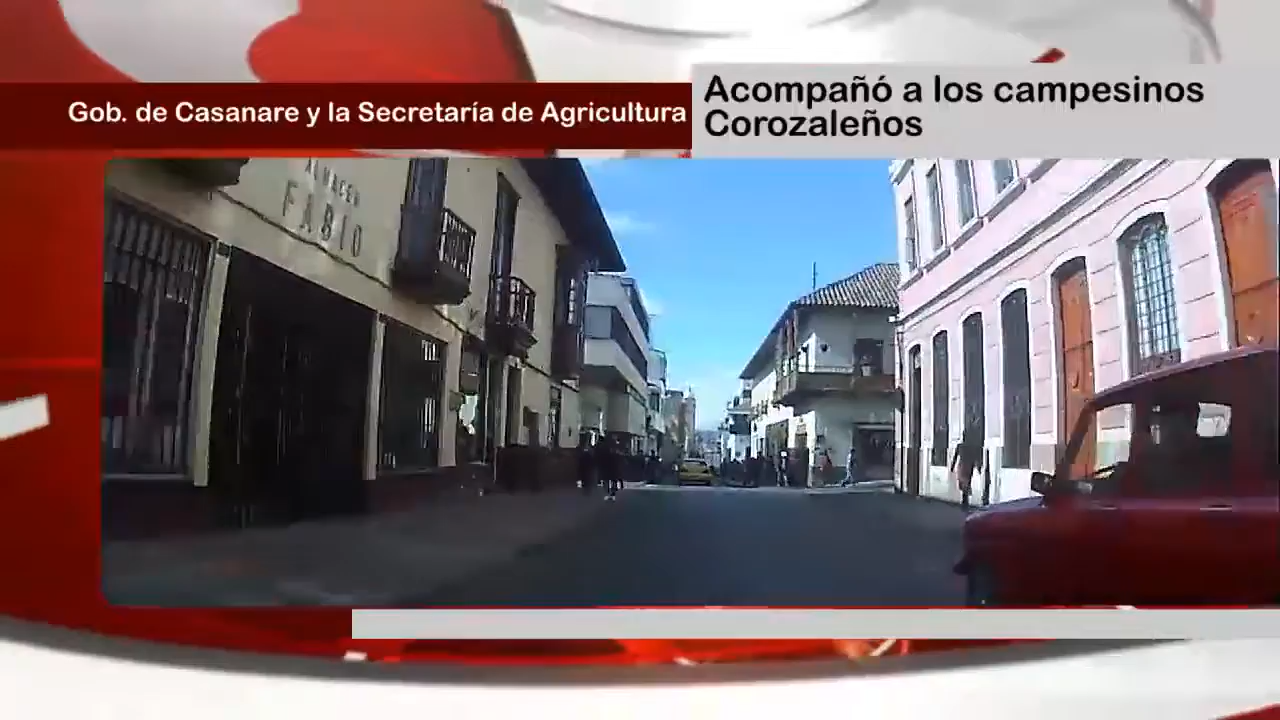 Gob. de Casanare y la Secretaría de Agricultura
Acompañó a los campesinos
Corozaleños
ALMACEN
FABIO